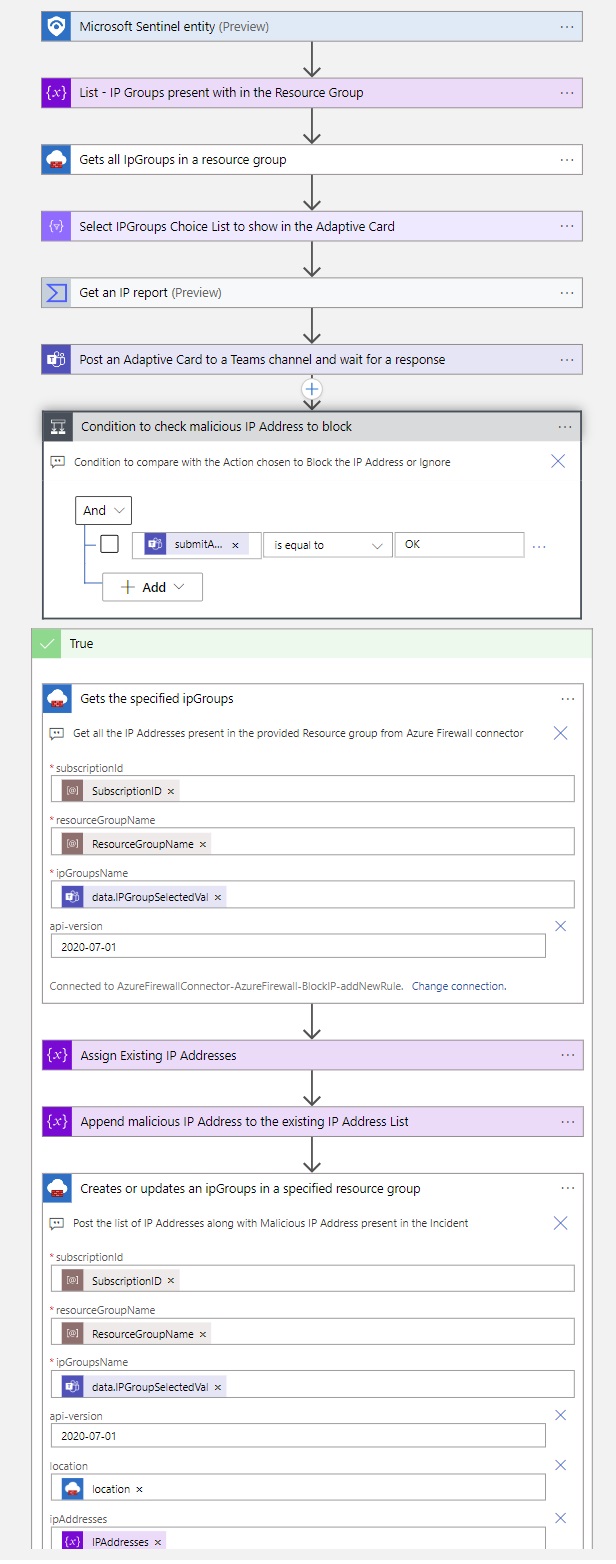 Microsoft Sentinel entity (Preview)
{x} List - IP Groups present with in the Resource Group
Gets all IpGroups in a resource group
Select IPGroups Choice List to show in the Adaptive Card
Get an IP report (Preview)
Post an Adaptive Card to a Teams channel and wait for a response
Condition to check malicious IP Address to block
Condition to compare with the Action chosen to Block the IP Address or Ignore
And
submitA... × is equal to OK
+ Add
True
Gets the specified ipGroups
Get all the IP Addresses present in the provided Resource group from Azure Firewall connector
* subscriptionId
[@] SubscriptionID ×
* resourceGroupName
[@] ResourceGroupName ×
* ipGroupsName
data.IPGroupSelectedVal ×
api-version
2020-07-01
Connected to AzureFirewallConnector-AzureFirewall-BlockIP-addNewRule. Change connection.
{x} Assign Existing IP Addresses
{x} Append malicious IP Address to the existing IP Address List
Creates or updates an ipGroups in a specified resource group
Post the list of IP Addresses along with Malicious IP Address present in the Incident
* subscriptionId
[@] SubscriptionID ×
* resourceGroupName
[@] ResourceGroupName ×
* ipGroupsName
data.IPGroupSelectedVal ×
api-version
2020-07-01
location
location ×
ipAddresses
{x} IPAddresses ×